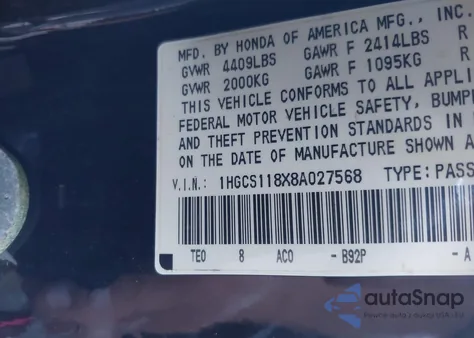 MFD. BY HONDA OF AMERICA MFG., INC.
GVWR 4409LBS GAWR F 2414LBS R
GVWR 2000KG GAWR F 1095KG R
THIS VEHICLE CONFORMS TO ALL APPLI
FEDERAL MOTOR VEHICLE SAFETY, BUMPE
AND THEFT PREVENTION STANDARDS IN
ON THE DATE OF MANUFACTURE SHOWN A
V.I.N.: 1HGCS118X8A027568 TYPE:PASS
TE0 8 AC0 - B92P - A
autoSnap